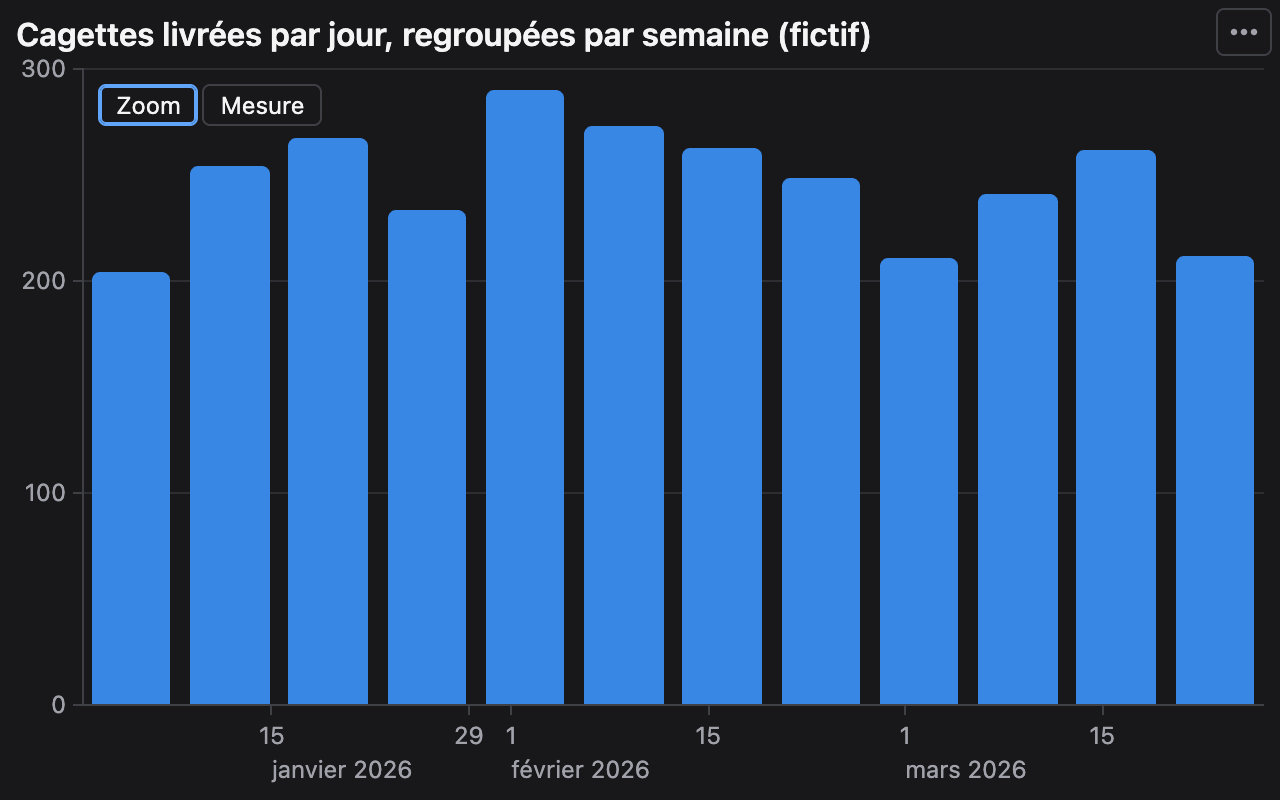 Cagettes livrées par jour, regroupées par semaine (fictif)
300
Zoom Mesure
200
100
0
15 29 1 15 1 15
janvier 2026 février 2026 mars 2026